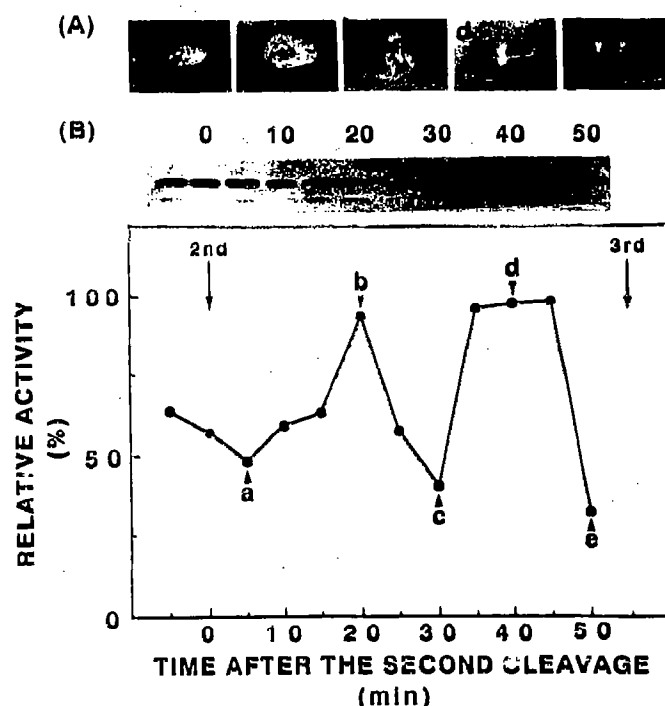 (A)
d
(B) 0 10 20 30 40 50
2nd 3rd
100
b
d
50
a
c
e
0
RELATIVE ACTIVITY
(%)
0 10 20 30 40 50
TIME AFTER THE SECOND CLEAVAGE
(min)